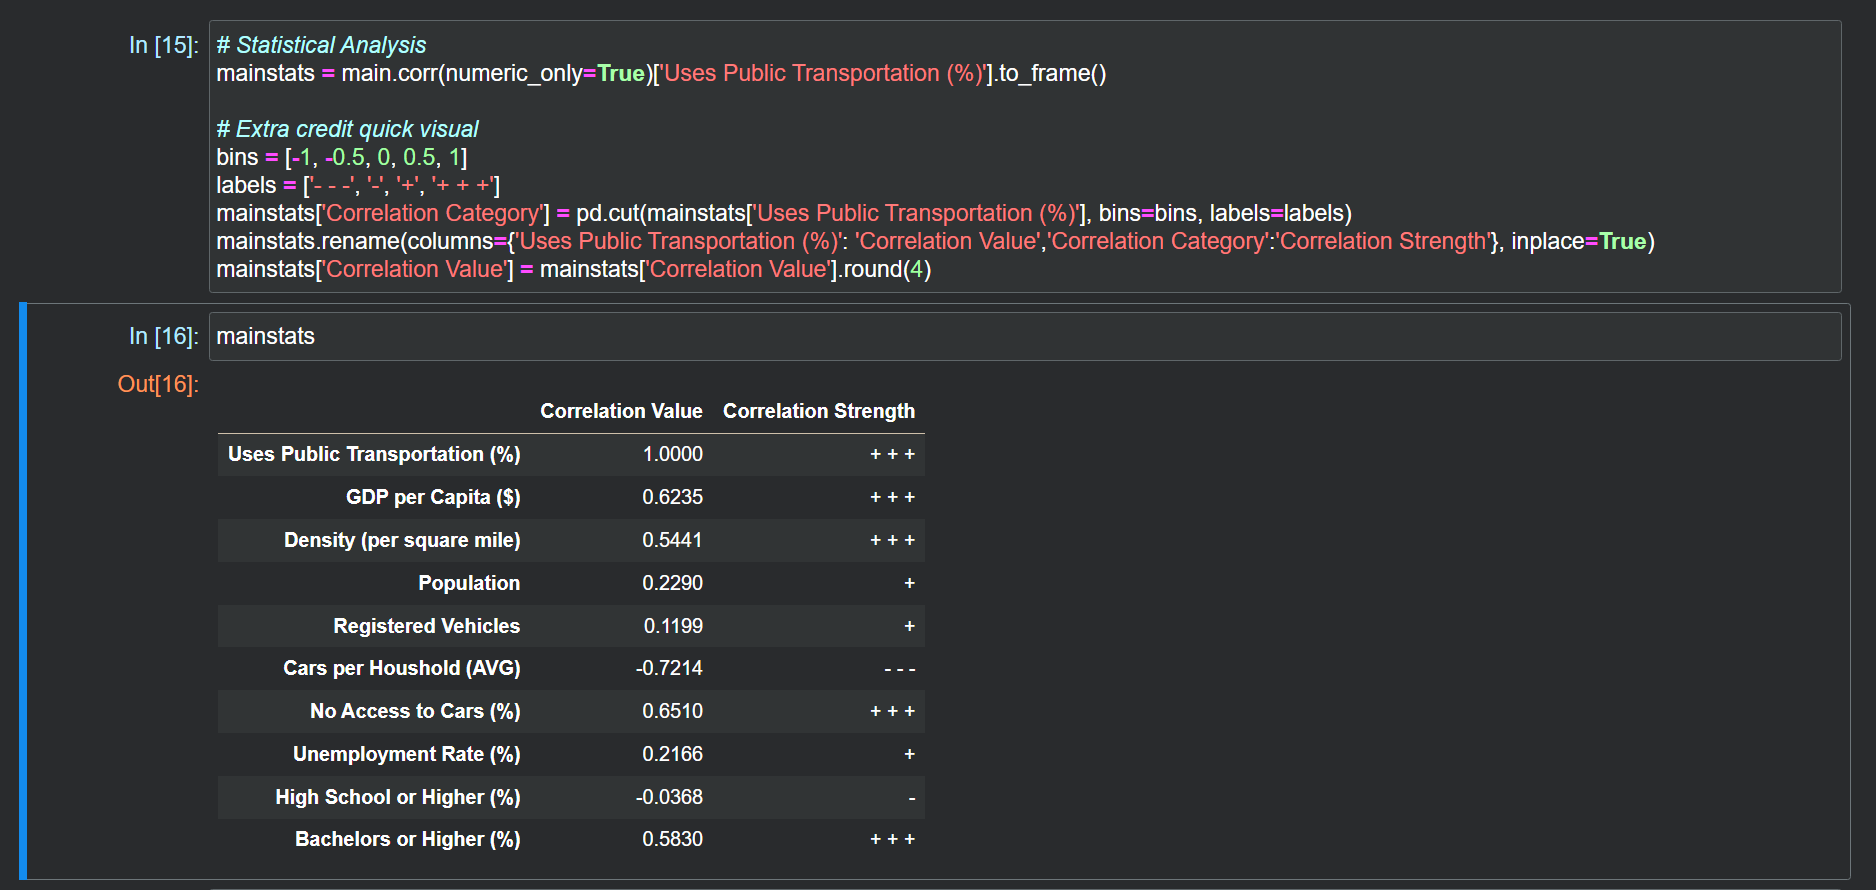 In [15]:
# Statistical Analysis
mainstats = main.corr(numeric_only=True)['Uses Public Transportation (%)'].to_frame()
# Extra credit quick visual
bins = [-1, -0.5, 0, 0.5, 1]
labels = ['- - -', '-', '+', '+ + +']
mainstats['Correlation Category'] = pd.cut(mainstats['Uses Public Transportation (%)'], bins=bins, labels=labels)
mainstats.rename(columns={'Uses Public Transportation (%)': 'Correlation Value','Correlation Category':'Correlation Strength'}, inplace=True)
mainstats['Correlation Value'] = mainstats['Correlation Value'].round(4)
In [16]:
mainstats
Out[16]:
Correlation Value Correlation Strength
Uses Public Transportation (%) 1.0000 + + +
GDP per Capita ($) 0.6235 + + +
Density (per square mile) 0.5441 + + +
Population 0.2290 +
Registered Vehicles 0.1199 +
Cars per Houshold (AVG) -0.7214 - - -
No Access to Cars (%) 0.6510 + + +
Unemployment Rate (%) 0.2166 +
High School or Higher (%) -0.0368 -
Bachelors or Higher (%) 0.5830 + + +